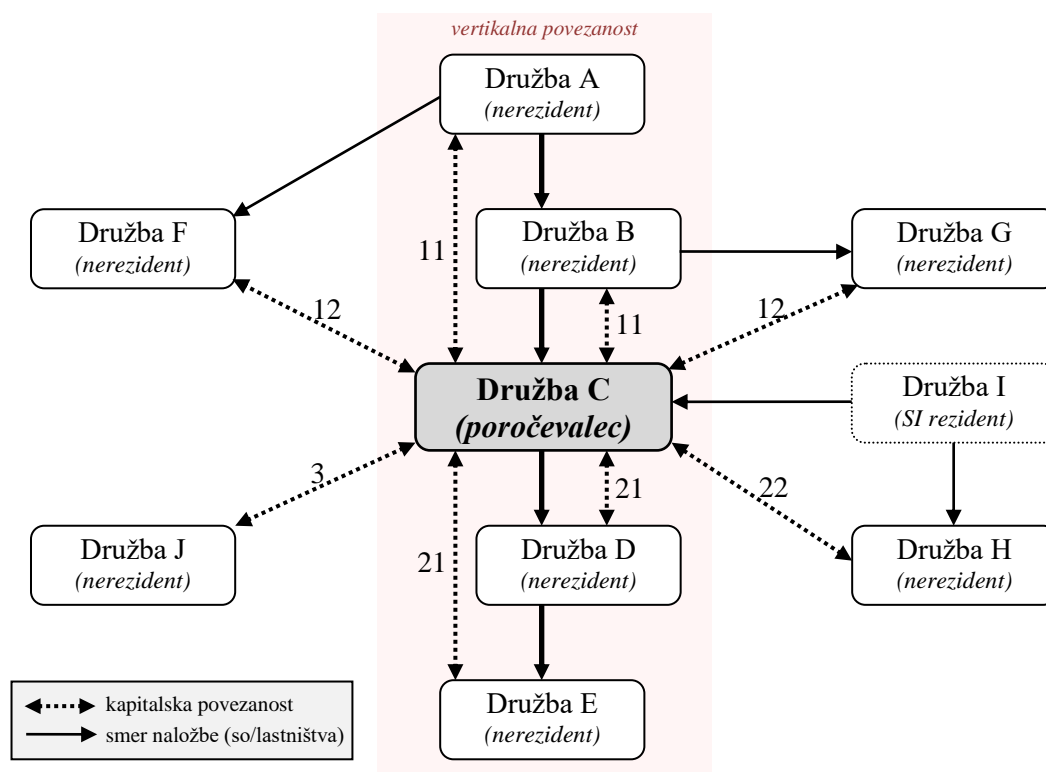 vertikalna povezanost
Družba A
(nerezident)
Družba F
(nerezident)
Družba B
(nerezident)
Družba G
(nerezident)
11
12
11
12
Družba C
(poročevalec)
Družba I
(SI rezident)
3
21
22
21
Družba J
(nerezident)
Družba D
(nerezident)
Družba H
(nerezident)
Družba E
(nerezident)
kapitalska povezanost
smer naložbe (so/lastništva)